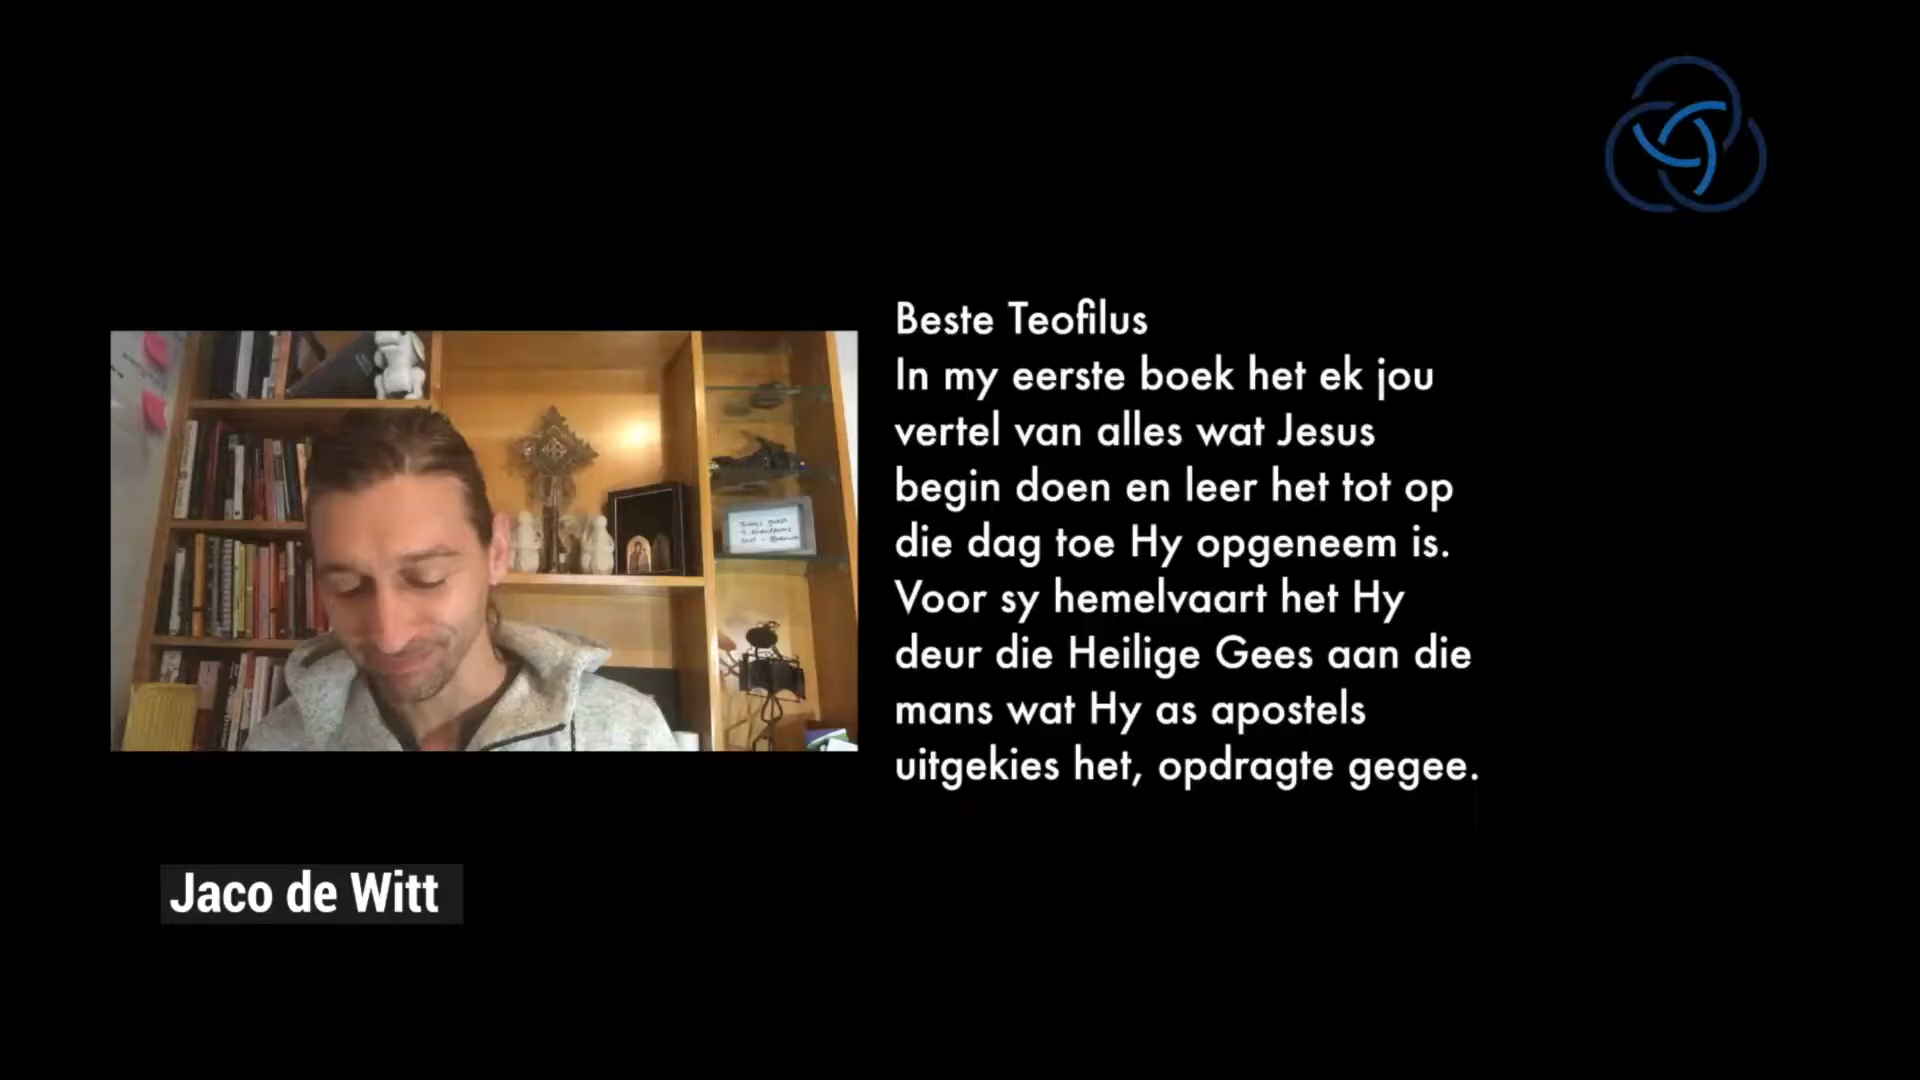 Beste Teofilus
In my eerste boek het ek jou
vertel van alles wat Jesus
begin doen en leer het tot op
die dag toe Hy opgeneem is.
Voor sy hemelvaart het Hy
deur die Heilige Gees aan die
mans wat Hy as apostels
uitgekies het, opdragte gegee.
Jaco de Witt